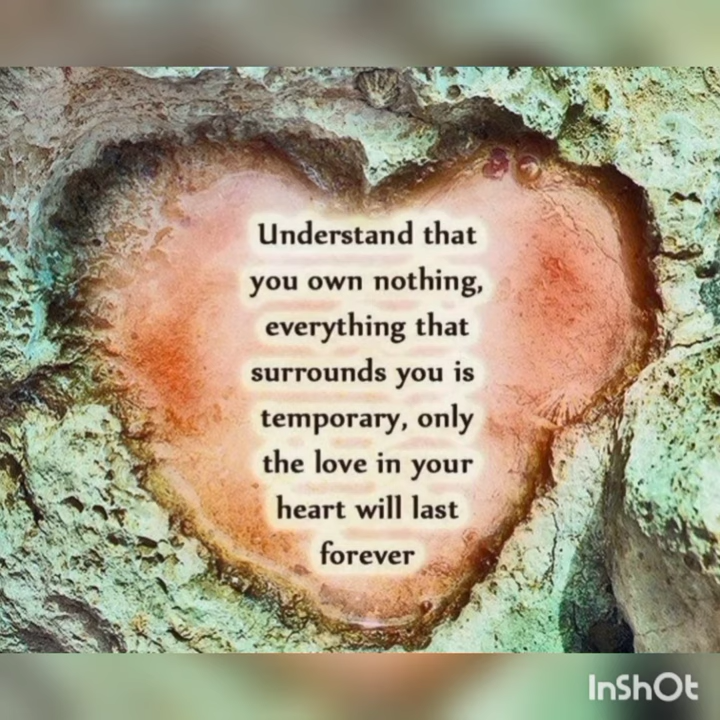 Understand that
you own nothing,
everything that
surrounds you is
temporary, only
the love in your
heart will last
forever
InShOt